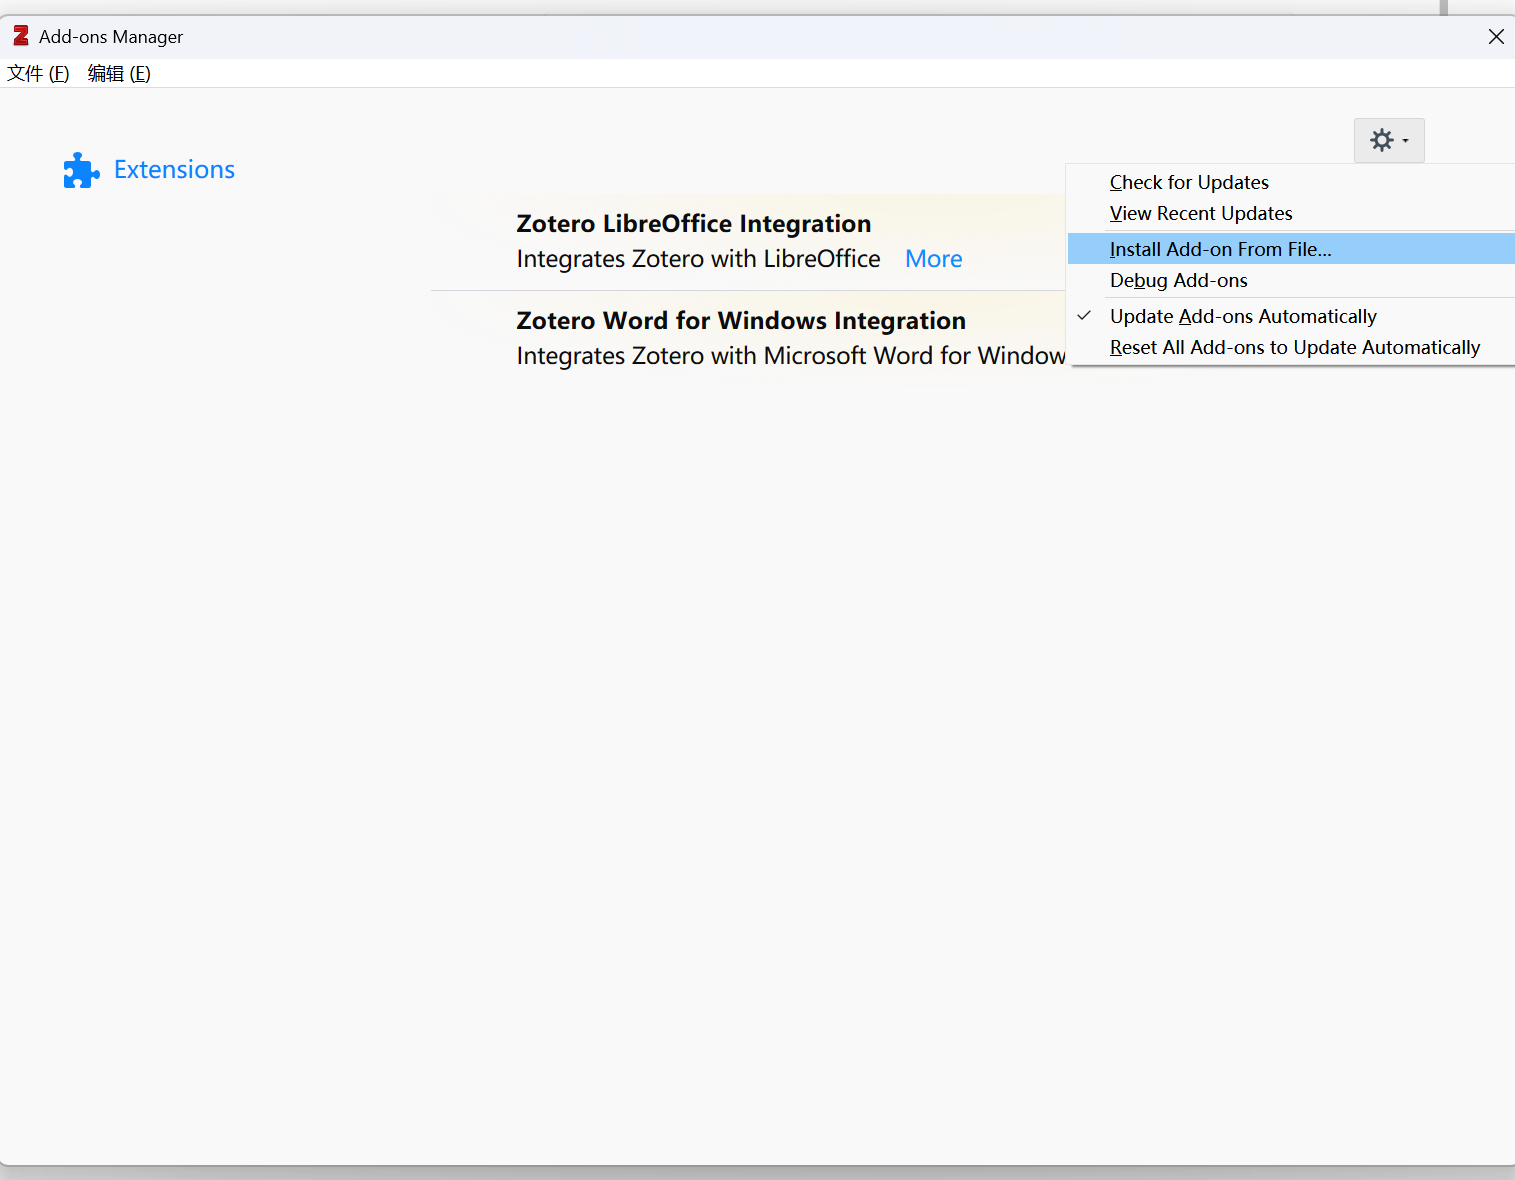 Add-ons Manager
文件 (F) 编辑 (E)
Extensions
Zotero LibreOffice Integration
Integrates Zotero with LibreOffice More
Zotero Word for Windows Integration
Integrates Zotero with Microsoft Word for Window
Check for Updates
View Recent Updates
Install Add-on From File...
Debug Add-ons
Update Add-ons Automatically
Reset All Add-ons to Update Automatically